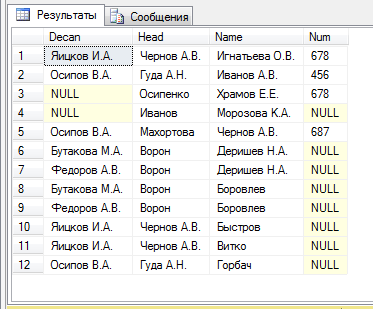 Результаты Сообщения
Decan Head Name Num
1 Яицков И.А. Чернов А.В. Игнатьева О.В. 678
2 Осипов В.А. Гуда А.Н. Иванов А.В. 456
3 NULL Осипенко Храмов Е.Е. 678
4 NULL Иванов Морозова К.А. NULL
5 Осипов В.А. Махортова Чернов А.В. 687
6 Бутакова М.А. Ворон Деришев Н.А. NULL
7 Федоров А.В. Ворон Деришев Н.А. NULL
8 Бутакова М.А. Ворон Боровлев NULL
9 Федоров А.В. Ворон Боровлев NULL
10 Яицков И.А. Чернов А.В. Быстров NULL
11 Яицков И.А. Чернов А.В. Витко NULL
12 Осипов В.А. Гуда А.Н. Горбач NULL